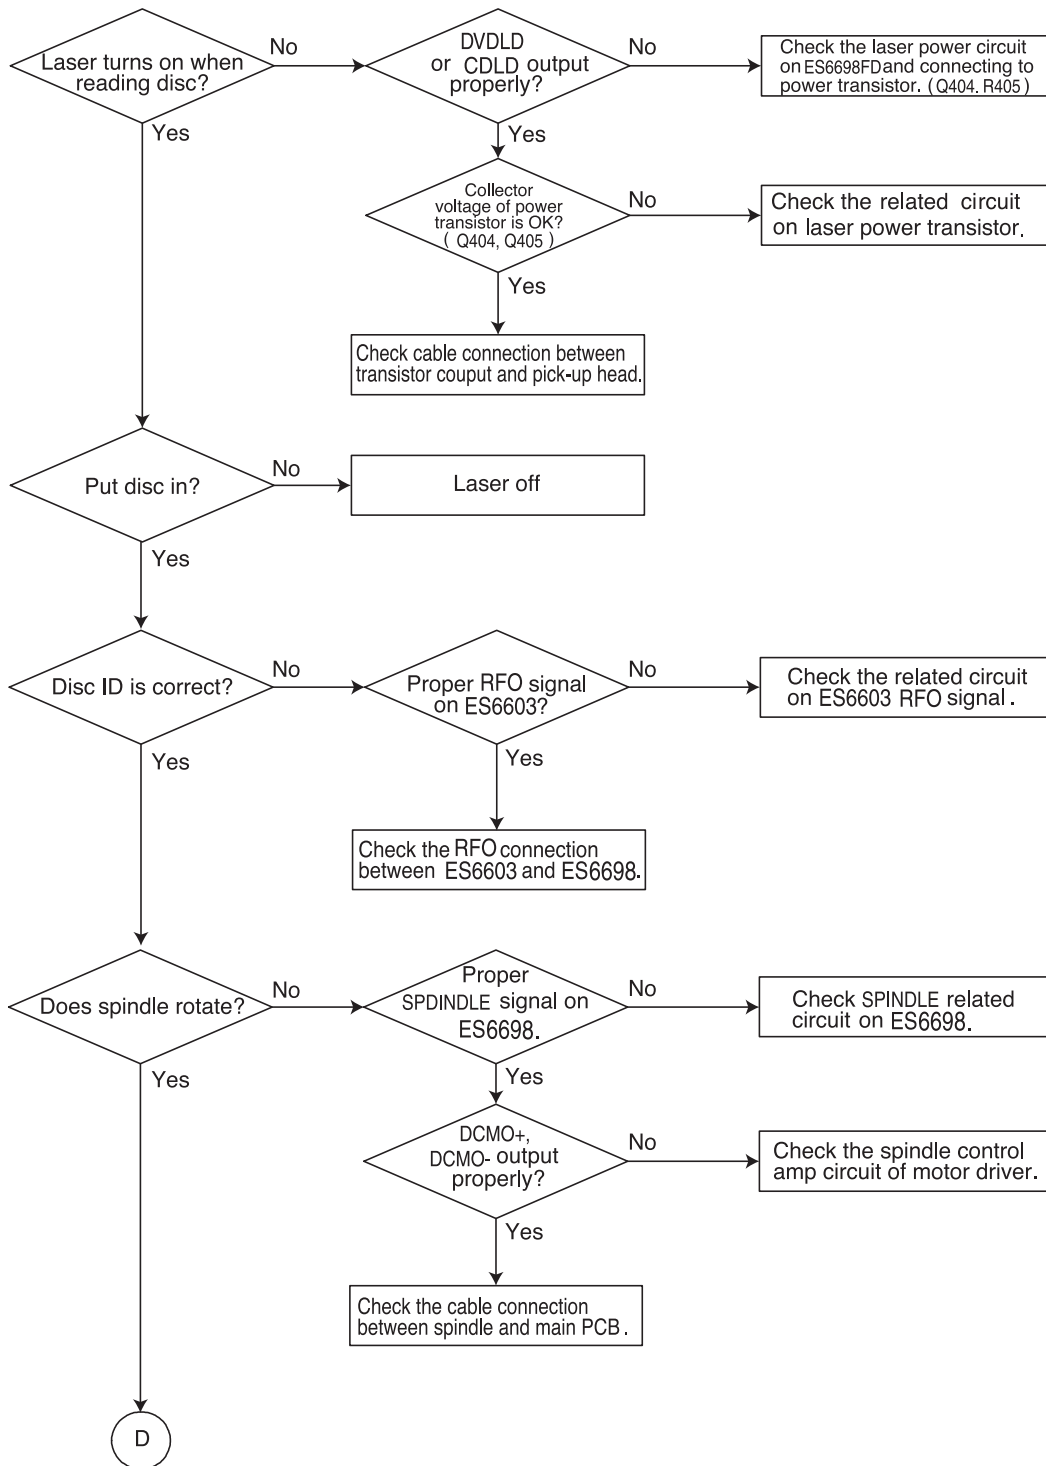 Laser turns on when
reading disc?
No
DVDLD
or CDLD output
properly?
No
Check the laser power circuit
on ES6698FD and connecting to
power transistor. (Q404. R405)
Yes
Yes
Collector
voltage of power
transistor is OK?
( Q404, Q405 )
No
Check the related circuit
on laser power transistor.
Yes
Check cable connection between
transistor couput and pick-up head.
Put disc in?
No
Laser off
Yes
Disc ID is correct?
No
Proper RFO signal
on ES6603?
No
Check the related circuit
on ES6603 RFO signal .
Yes
Yes
Check the RFO connection
between ES6603 and ES6698.
Does spindle rotate?
No
Proper
SPDINDLE signal on
ES6698.
No
Check SPINDLE related
circuit on ES6698.
Yes
Yes
DCMO+,
DCMO- output
properly?
No
Check the spindle control
amp circuit of motor driver.
Yes
Check the cable connection
between spindle and main PCB .
D